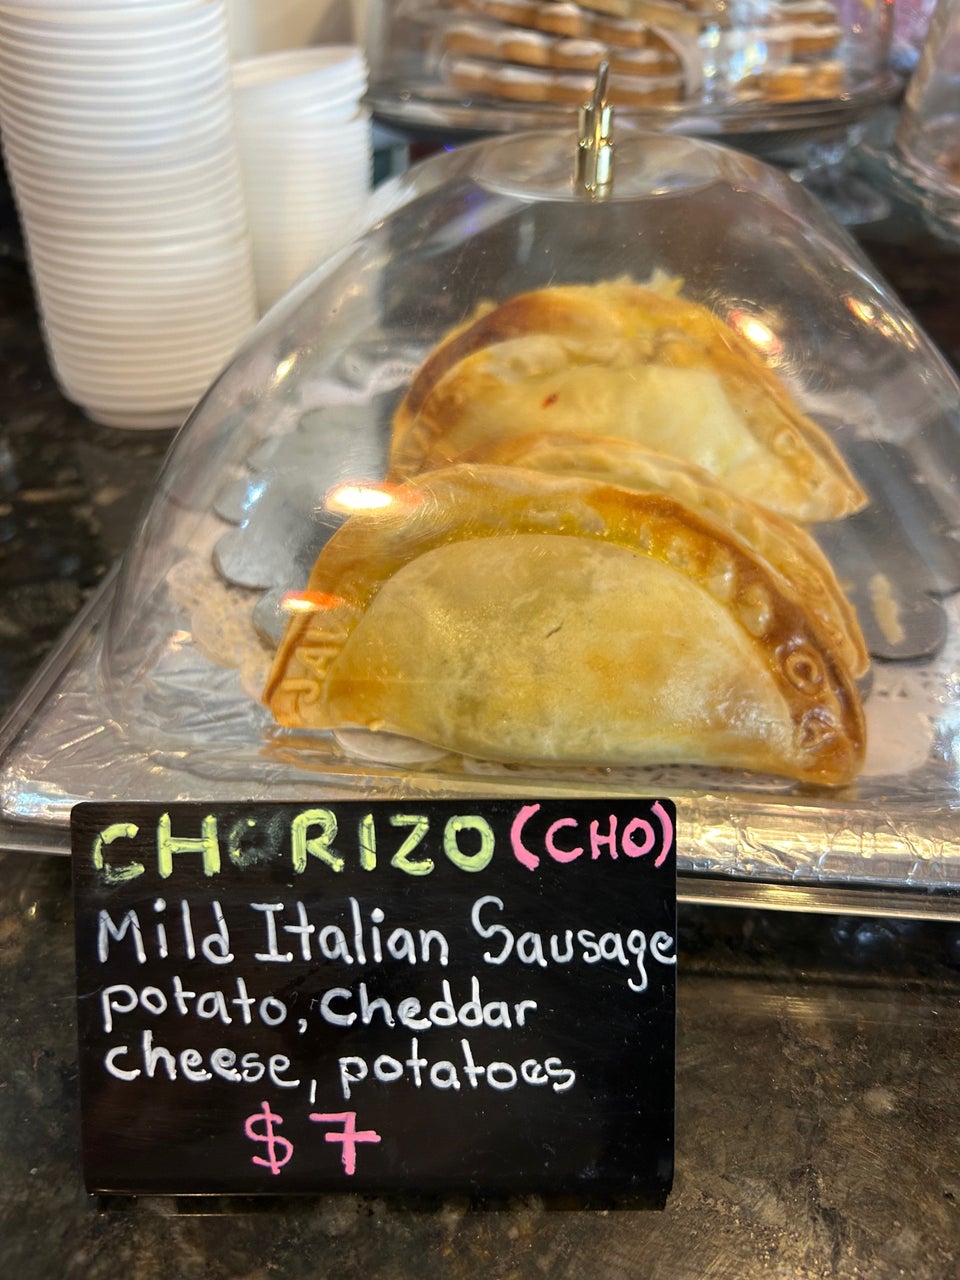 CHORIZO (CHO)
Mild Italian Sausage
potato, cheddar
cheese, potatoes
$7